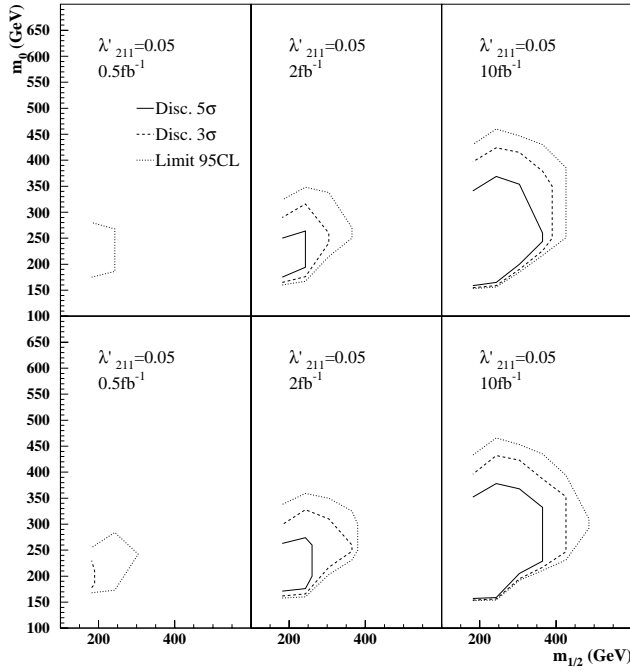 m₀ (GeV)
650
600
550
500
450
400
350
300
250
200
150
100
λ'₂₁₁=0.05
0.5fb⁻¹
Disc. 5σ
Disc. 3σ
Limit 95CL
λ'₂₁₁=0.05
2fb⁻¹
λ'₂₁₁=0.05
10fb⁻¹
650
600
550
500
450
400
350
300
250
200
150
100
λ'₂₁₁=0.05
0.5fb⁻¹
λ'₂₁₁=0.05
2fb⁻¹
λ'₂₁₁=0.05
10fb⁻¹
200 400 200 400 200 400
m₁/₂ (GeV)